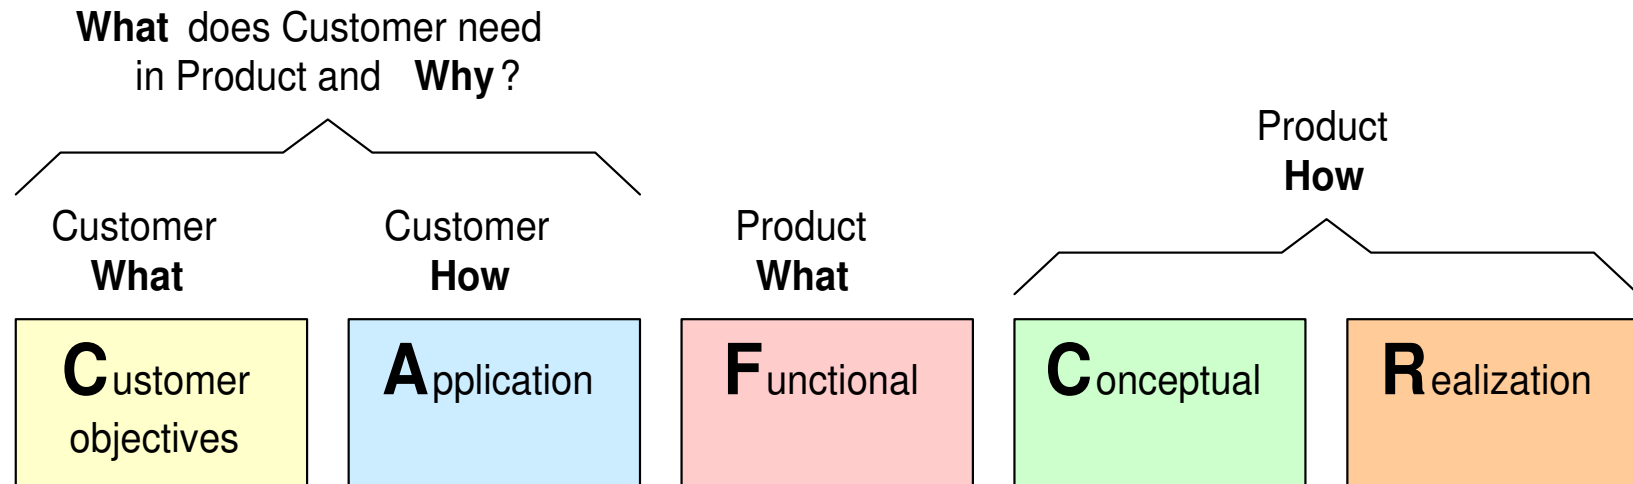 What does Customer need
in Product and Why?
Product
How
Customer
What
Customer
How
Product
What
Customer
objectives
Application
Functional
Conceptual
Realization